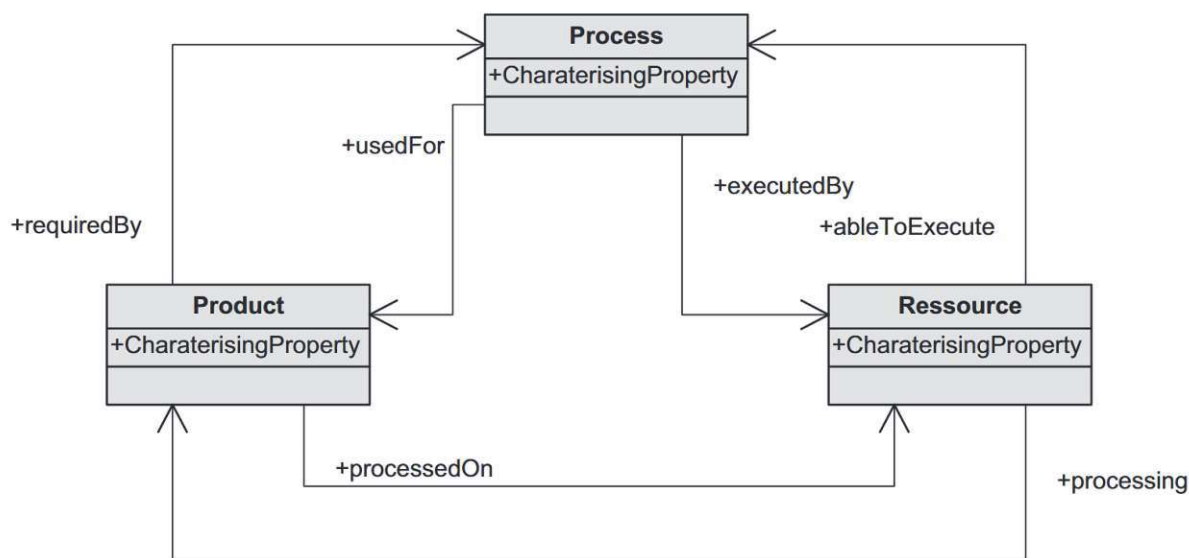 Process
+CharaterisingProperty
+usedFor
+executedBy
+requiredBy
+ableToExecute
Product
+CharaterisingProperty
Ressource
+CharaterisingProperty
+processedOn
+processing